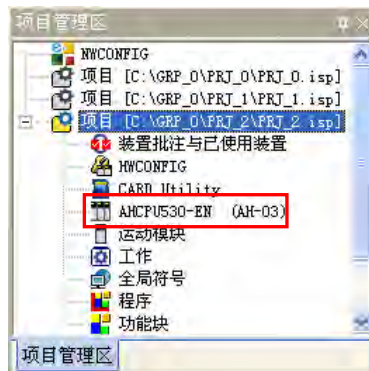 项目管理区
NWCONFIG
项目 [C:\GRP_0\PRJ_0\PRJ_0.isp]
项目 [C:\GRP_0\PRJ_1\PRJ_1.isp]
项目 [C:\GRP_0\PRJ_2\PRJ_2.isp]
装置批注与已使用装置
HWCONFIG
CARD Utility
AHCPU530-EN (AH-03)
运动模块
工作
全局符号
程序
功能块
项目管理区